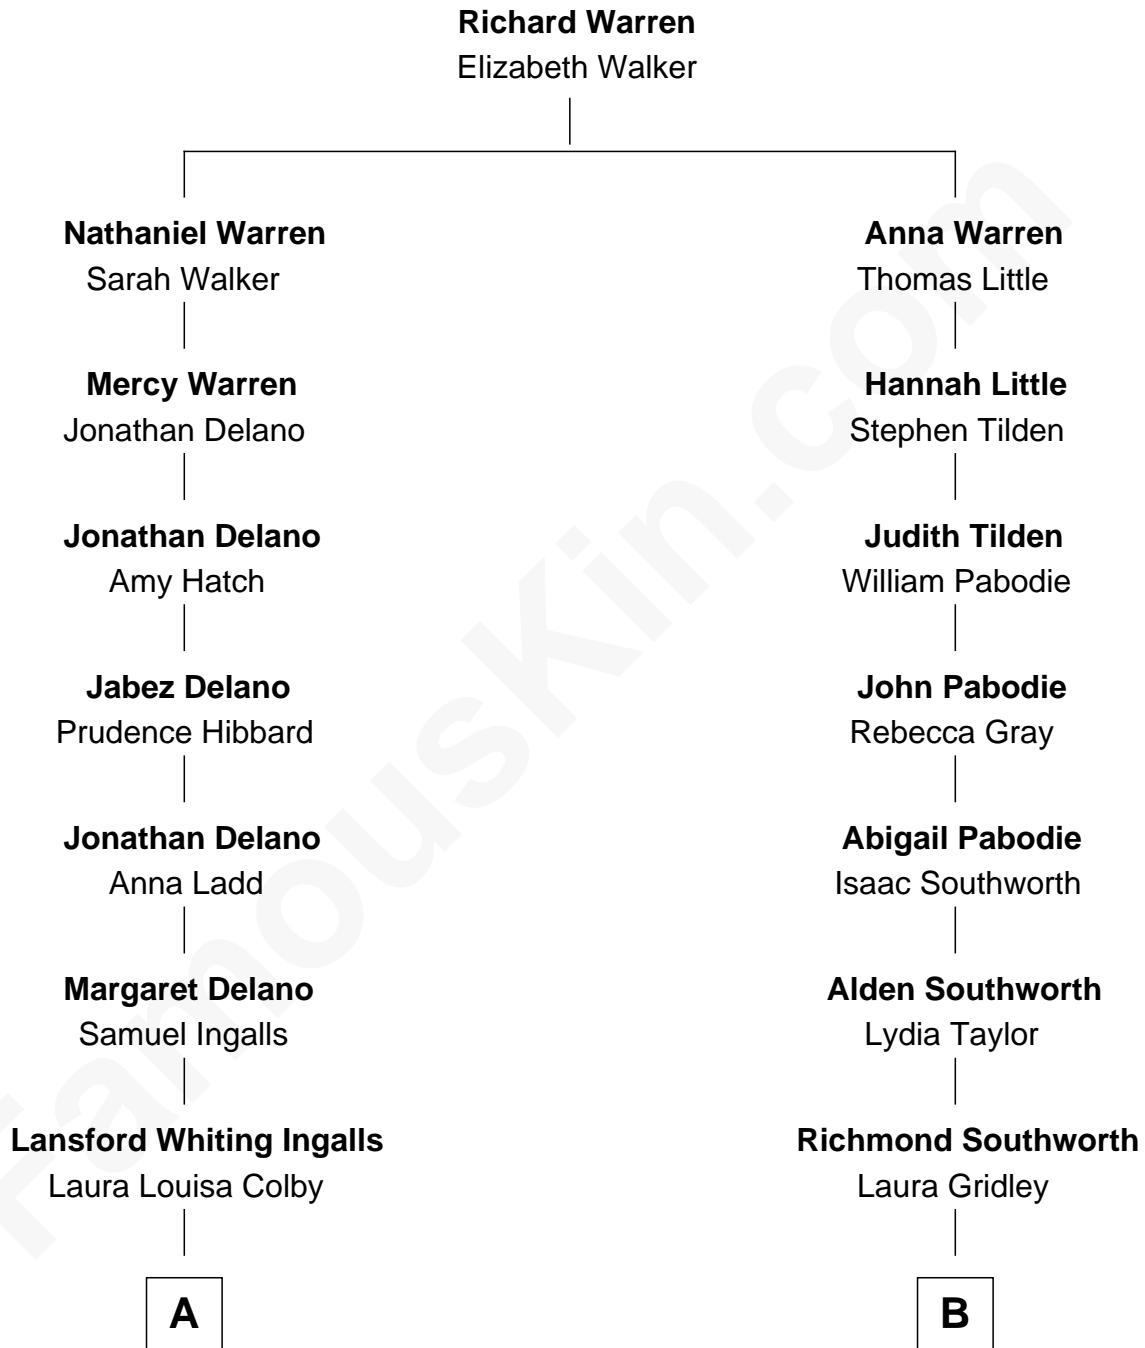 Richard Warren
Elizabeth Walker
Nathaniel Warren
Sarah Walker
Anna Warren
Thomas Little
Mercy Warren
Jonathan Delano
Hannah Little
Stephen Tilden
Jonathan Delano
Amy Hatch
Judith Tilden
William Pabodie
Jabez Delano
Prudence Hibbard
John Pabodie
Rebecca Gray
Jonathan Delano
Anna Ladd
Abigail Pabodie
Isaac Southworth
Margaret Delano
Samuel Ingalls
Alden Southworth
Lydia Taylor
Lansford Whiting Ingalls
Laura Louisa Colby
Richmond Southworth
Laura Gridley
A
B
FamousKin.com